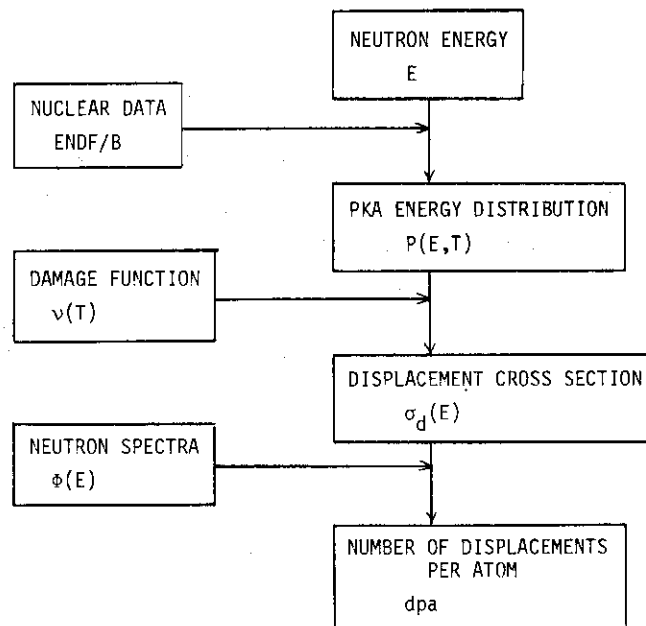 NEUTRON ENERGY
E
NUCLEAR DATA
ENDF/B
PKA ENERGY DISTRIBUTION
P(E,T)
DAMAGE FUNCTION
ν(T)
DISPLACEMENT CROSS SECTION
σd(E)
NEUTRON SPECTRA
Φ(E)
NUMBER OF DISPLACEMENTS
PER ATOM
dpa